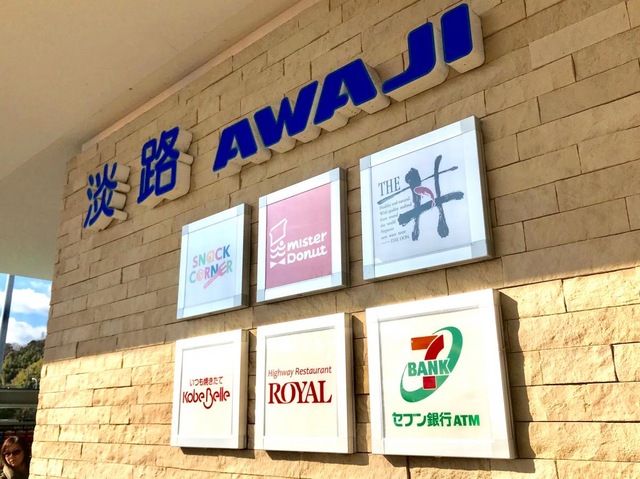 淡路 AWAJI
SNACK
CORNER
mister
Donut
THE 丼
いつも焼きたて
KobeBelle
Highway Restaurant
ROYAL
7
BANK
セブン銀行ATM